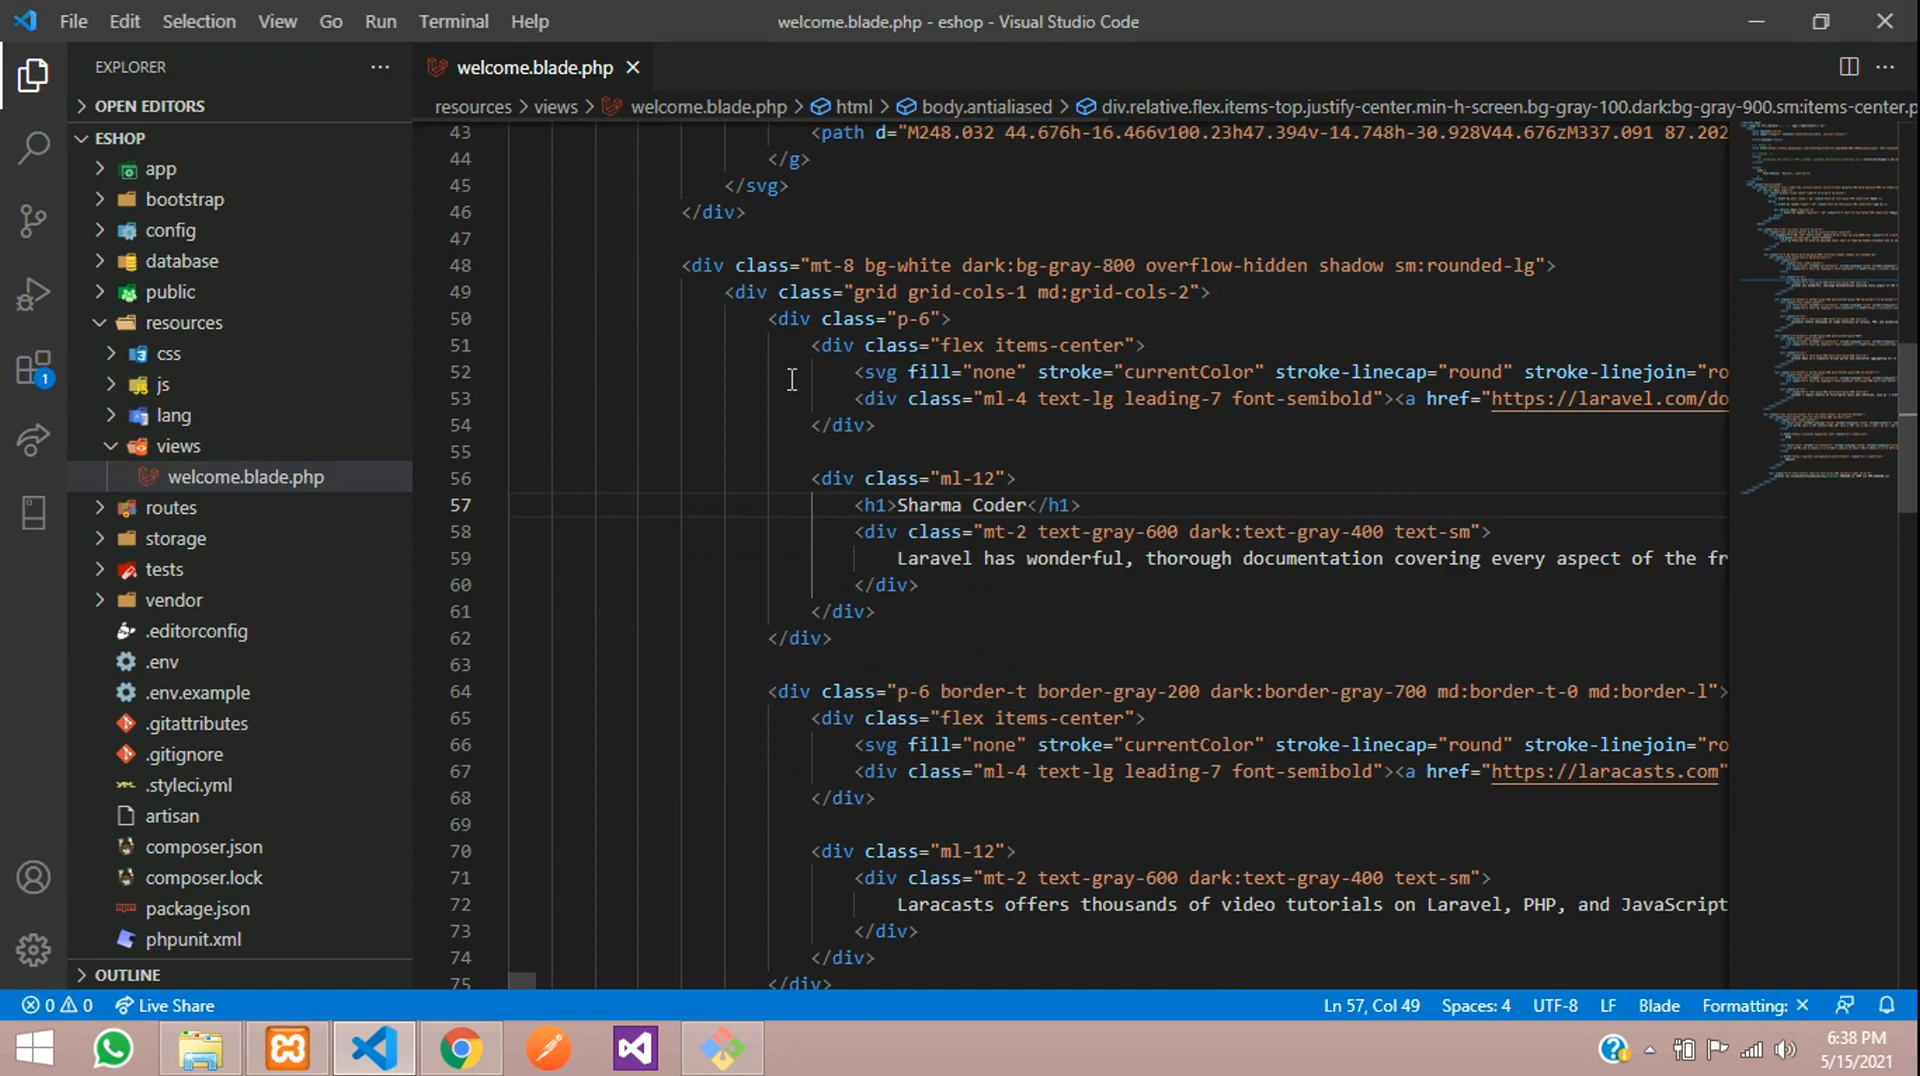 File Edit Selection View Go Run Terminal Help
welcome.blade.php - eshop - Visual Studio Code
EXPLORER
OPEN EDITORS
ESHOP
app
bootstrap
config
database
public
resources
css
js
lang
views
welcome.blade.php
routes
storage
tests
vendor
.editorconfig
.env
.env.example
.gitattributes
.gitignore
.styleci.yml
artisan
composer.json
composer.lock
package.json
phpunit.xml
OUTLINE
1
welcome.blade.php
resources > views > welcome.blade.php > html > body.antialiased > div.relative.flex.items-top.justify-center.min-h-screen.bg-gray-100.dark:bg-gray-900.sm:items-center.p
43 <path d="M248.032 44.676h-16.466v100.23h47.394v-14.748h-30.928V44.676zM337.091 87.202
44 </g>
45 </svg>
46 </div>
47
48 <div class="mt-8 bg-white dark:bg-gray-800 overflow-hidden shadow sm:rounded-lg">
49 <div class="grid grid-cols-1 md:grid-cols-2">
50 <div class="p-6">
51 <div class="flex items-center">
52 <svg fill="none" stroke="currentColor" stroke-linecap="round" stroke-linejoin="ro
53 <div class="ml-4 text-lg leading-7 font-semibold"><a href="https://laravel.com/do
54 </div>
55
56 <div class="ml-12">
57 <h1>Sharma Coder</h1>
58 <div class="mt-2 text-gray-600 dark:text-gray-400 text-sm">
59 Laravel has wonderful, thorough documentation covering every aspect of the fr
60 </div>
61 </div>
62 </div>
63
64 <div class="p-6 border-t border-gray-200 dark:border-gray-700 md:border-t-0 md:border-l">
65 <div class="flex items-center">
66 <svg fill="none" stroke="currentColor" stroke-linecap="round" stroke-linejoin="ro
67 <div class="ml-4 text-lg leading-7 font-semibold"><a href="https://laracasts.com"
68 </div>
69
70 <div class="ml-12">
71 <div class="mt-2 text-gray-600 dark:text-gray-400 text-sm">
72 Laracasts offers thousands of video tutorials on Laravel, PHP, and JavaScript
73 </div>
74 </div>
75 </div>
0 0 Live Share
Ln 57, Col 49 Spaces: 4 UTF-8 LF Blade Formatting: ×
6:38 PM
5/15/2021